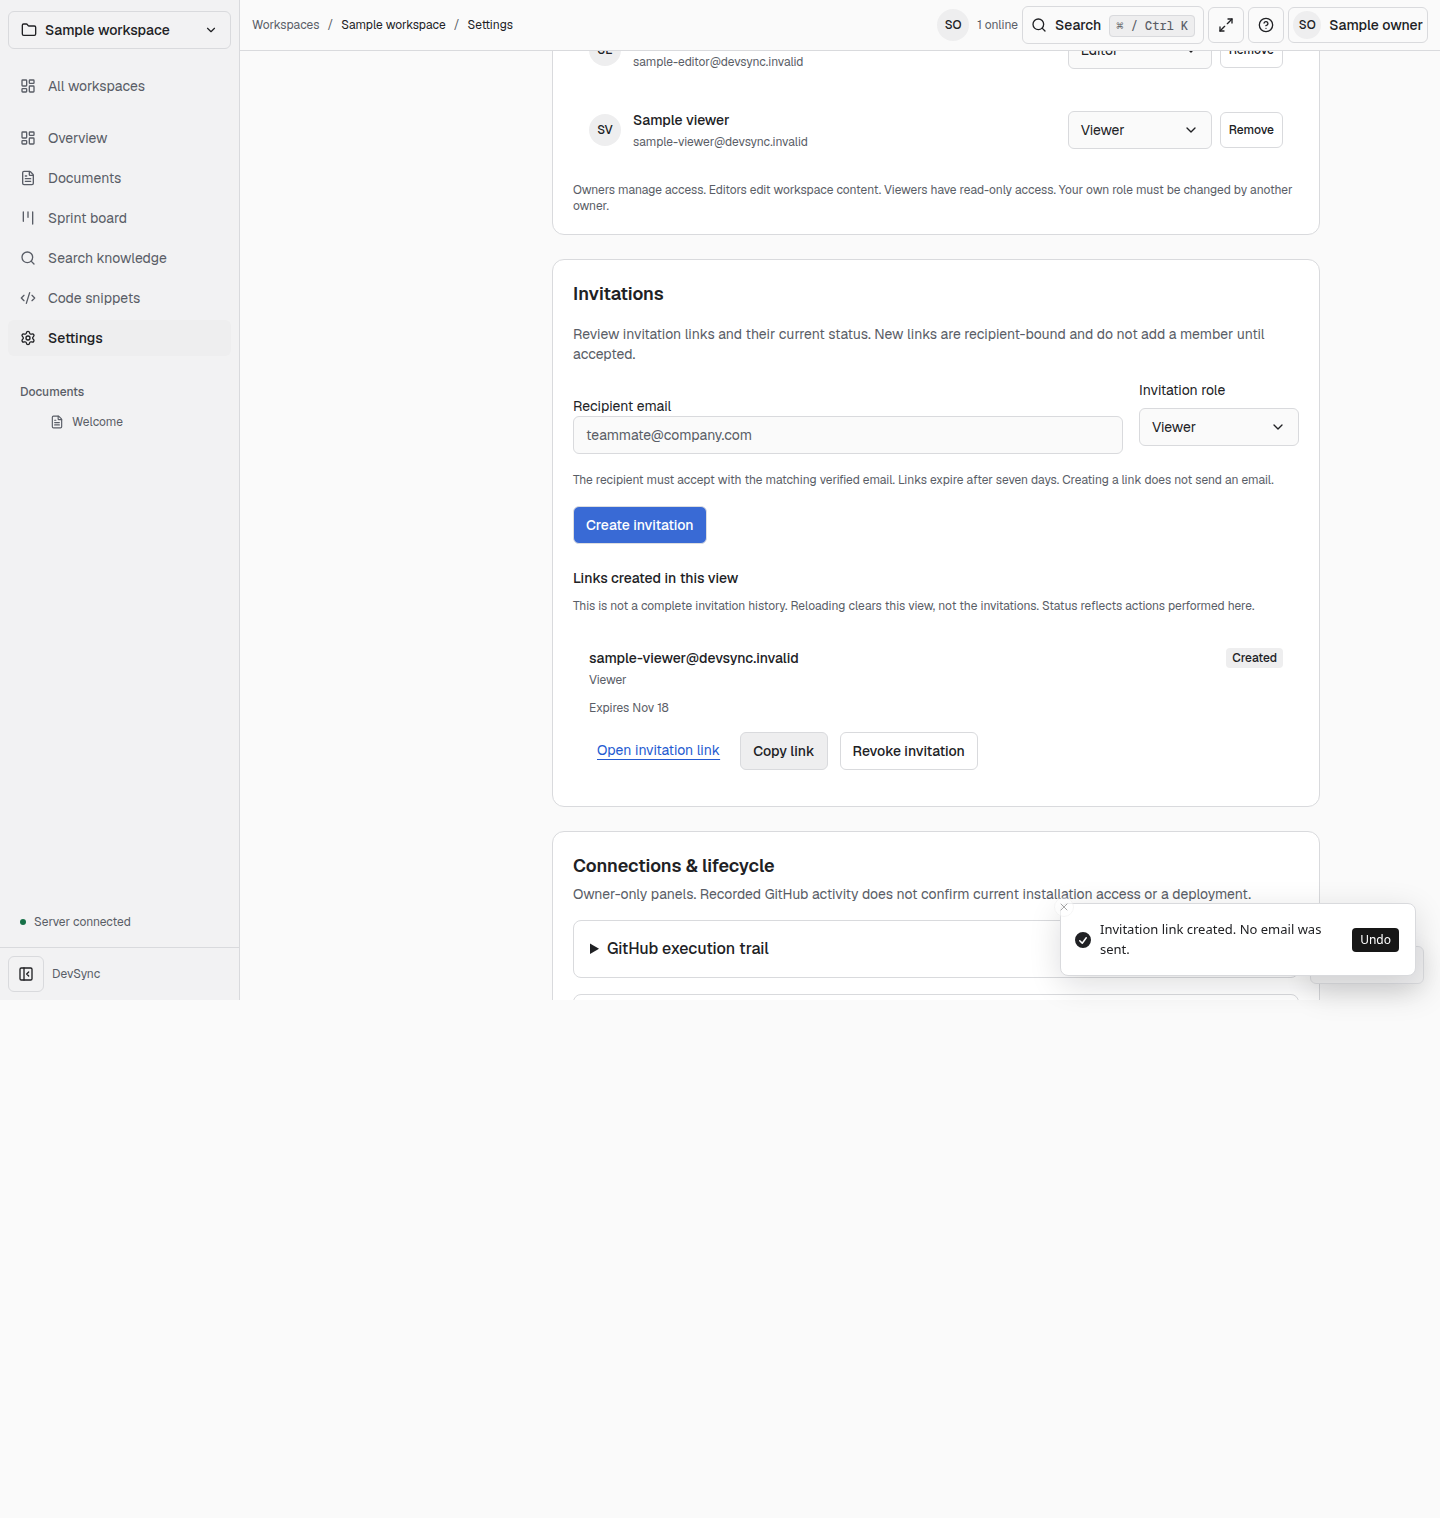 Sample workspace
All workspaces
Overview
Documents
Sprint board
Search knowledge
Code snippets
Settings
Documents
Welcome
Server connected
DevSync
Workspaces / Sample workspace / Settings
SO 1 online
Search ⌘ / Ctrl K
SO Sample owner
sample-editor@devsync.invalid
Editor
Remove
SV
Sample viewer
sample-viewer@devsync.invalid
Viewer
Remove
Owners manage access. Editors edit workspace content. Viewers have read-only access. Your own role must be changed by another
owner.
Invitations
Review invitation links and their current status. New links are recipient-bound and do not add a member until
accepted.
Recipient email
teammate@company.com
Invitation role
Viewer
The recipient must accept with the matching verified email. Links expire after seven days. Creating a link does not send an email.
Create invitation
Links created in this view
This is not a complete invitation history. Reloading clears this view, not the invitations. Status reflects actions performed here.
sample-viewer@devsync.invalid
Created
Viewer
Expires Nov 18
Open invitation link
Copy link
Revoke invitation
Connections & lifecycle
Owner-only panels. Recorded GitHub activity does not confirm current installation access or a deployment.
GitHub execution trail
Invitation link created. No email was
sent.
Undo